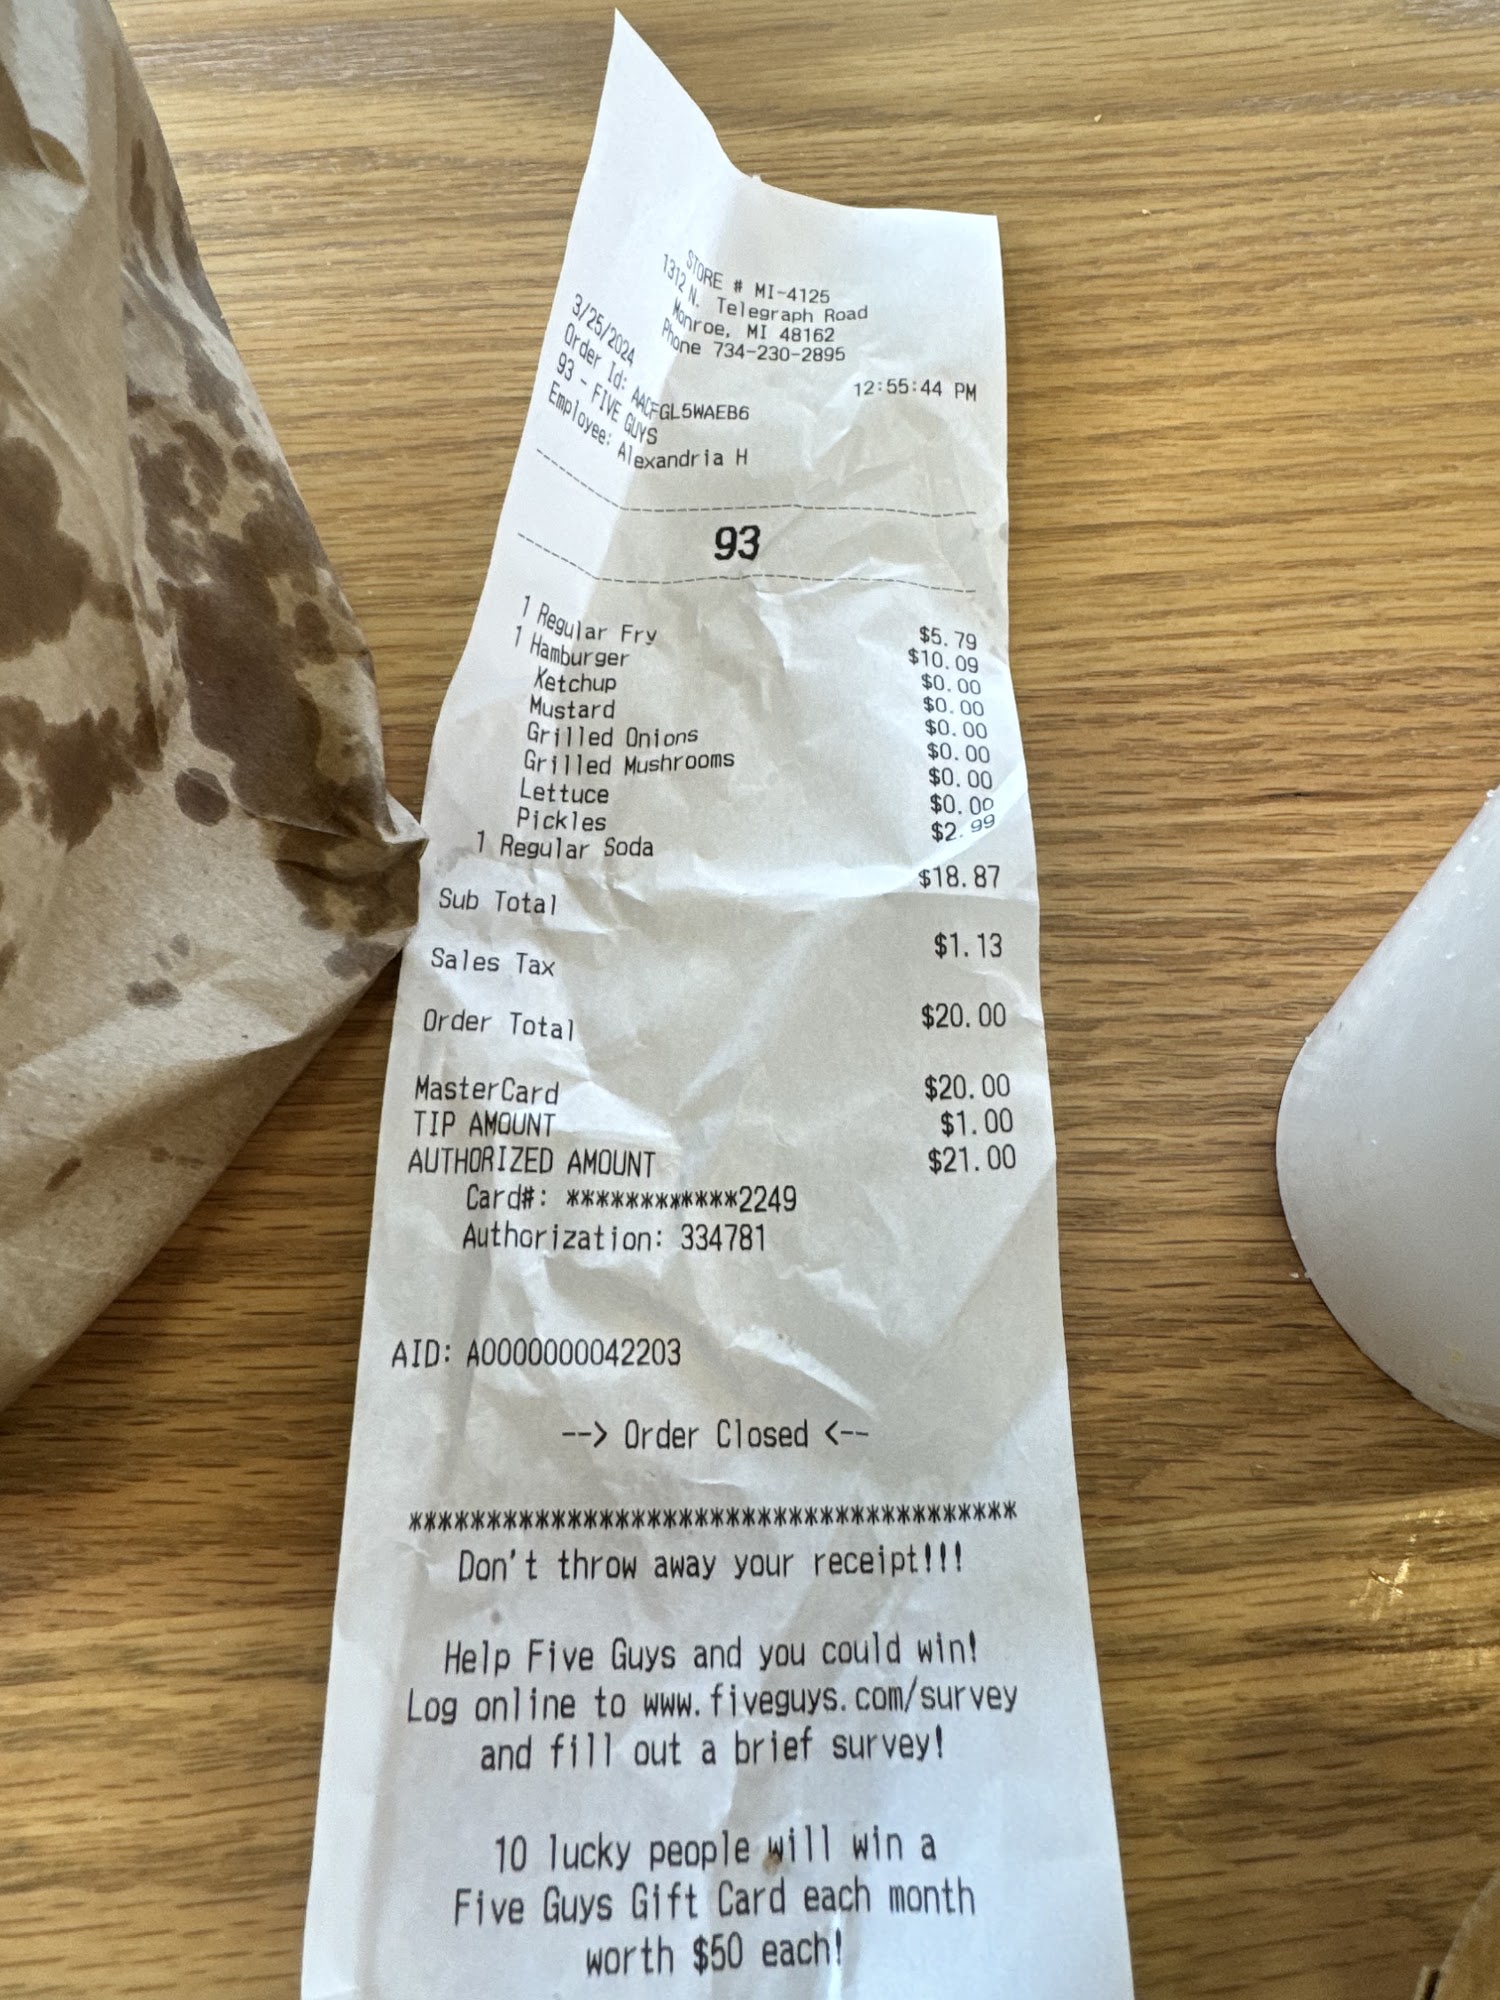 STORE # MI-4125
1312 N. Telegraph Road
Monroe, MI 48162
Phone 734-230-2895
3/25/2024 12:55:44 PM
Order Id: AACFGL5WAEB6
93 - FIVE GUYS
Employee: Alexandria H
93
1 Regular Fry $5.79
1 Hamburger $10.09
Ketchup $0.00
Mustard $0.00
Grilled Onions $0.00
Grilled Mushrooms $0.00
Lettuce $0.00
Pickles $0.00
1 Regular Soda $2.99
Sub Total $18.87
Sales Tax $1.13
Order Total $20.00
MasterCard $20.00
TIP AMOUNT $1.00
AUTHORIZED AMOUNT $21.00
Card#: ************2249
Authorization: 334781
AID: A0000000042203
--> Order Closed <--
**************************************
Don't throw away your receipt!!!
Help Five Guys and you could win!
Log online to www.fiveguys.com/survey
and fill out a brief survey!
10 lucky people will win a
Five Guys Gift Card each month
worth $50 each!